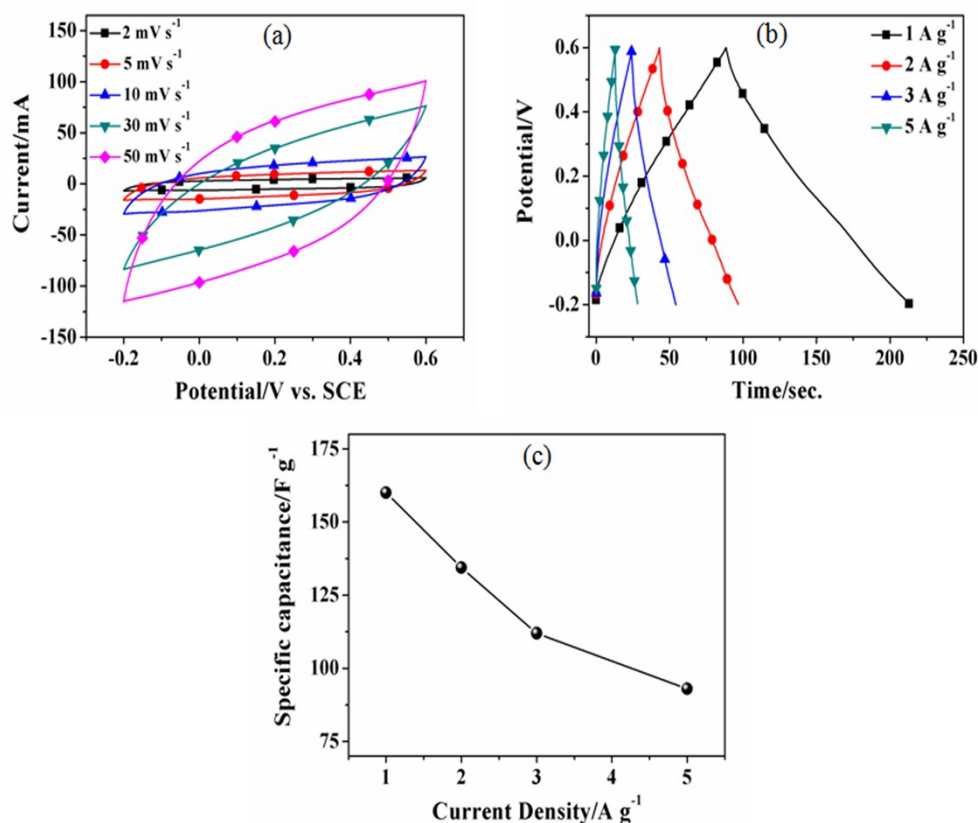 (a)
2 mV s⁻¹
5 mV s⁻¹
10 mV s⁻¹
30 mV s⁻¹
50 mV s⁻¹
150
100
50
0
-50
-100
-150
Current/mA
-0.2 0.0 0.2 0.4 0.6
Potential/V vs. SCE
(b)
1 A g⁻¹
2 A g⁻¹
3 A g⁻¹
5 A g⁻¹
0.6
0.4
0.2
0.0
-0.2
Potential/V
0 50 100 150 200 250
Time/sec.
(c)
175
150
125
100
75
Specific capacitance/F g⁻¹
1 2 3 4 5
Current Density/A g⁻¹